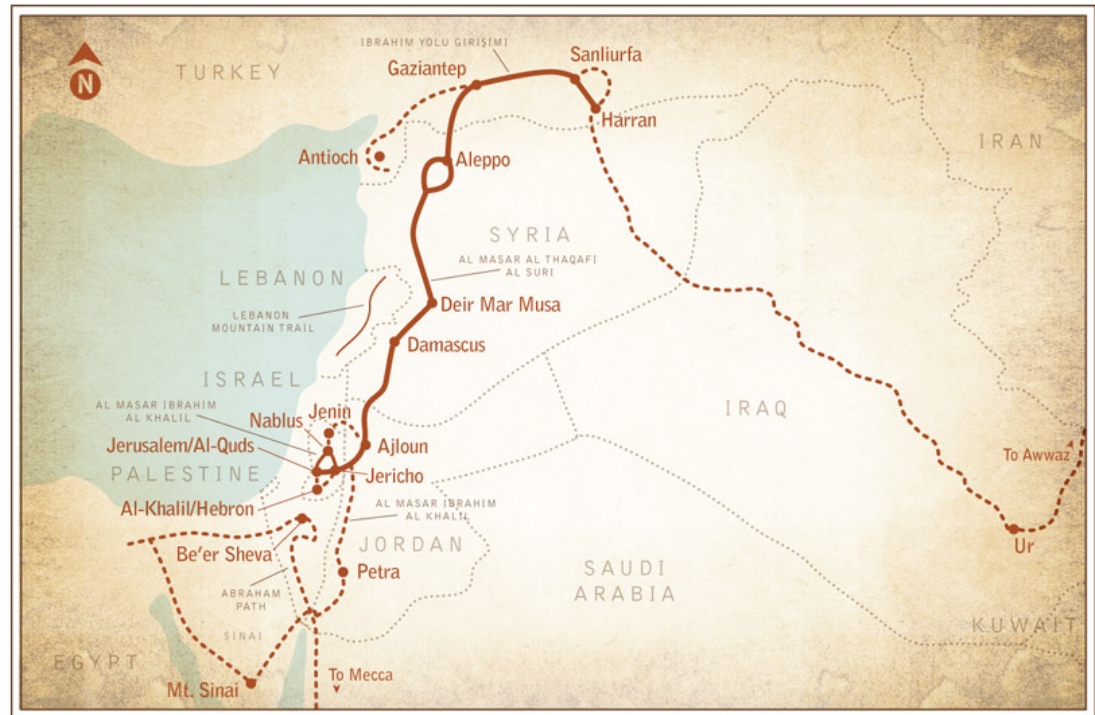 IBRAHIM YOLU GIRIŞIMI
Sanliurfa
TURKEY
Gaziantep
N
Harran
IRAN
Antioch
Aleppo
SYRIA
AL MASAR AL THAQAFI
AL SURI
LEBANON
LEBANON
MOUNTAIN TRAIL
Deir Mar Musa
Damascus
ISRAEL
AL MASAR IBRAHIM
AL KHALIL
Nablus
Jenin
IRAQ
Jerusalem/Al-Quds
Ajloun
To Awwaz
PALESTINE
Jericho
Al-Khalil/Hebron
AL MASAR IBRAHIM
AL KHALIL
Be'er Sheva
JORDAN
Ur
Petra
SAUDI
ARABIA
ABRAHAM
PATH
SINAI
KUWAIT
EGYPT
To Mecca
Mt. Sinai